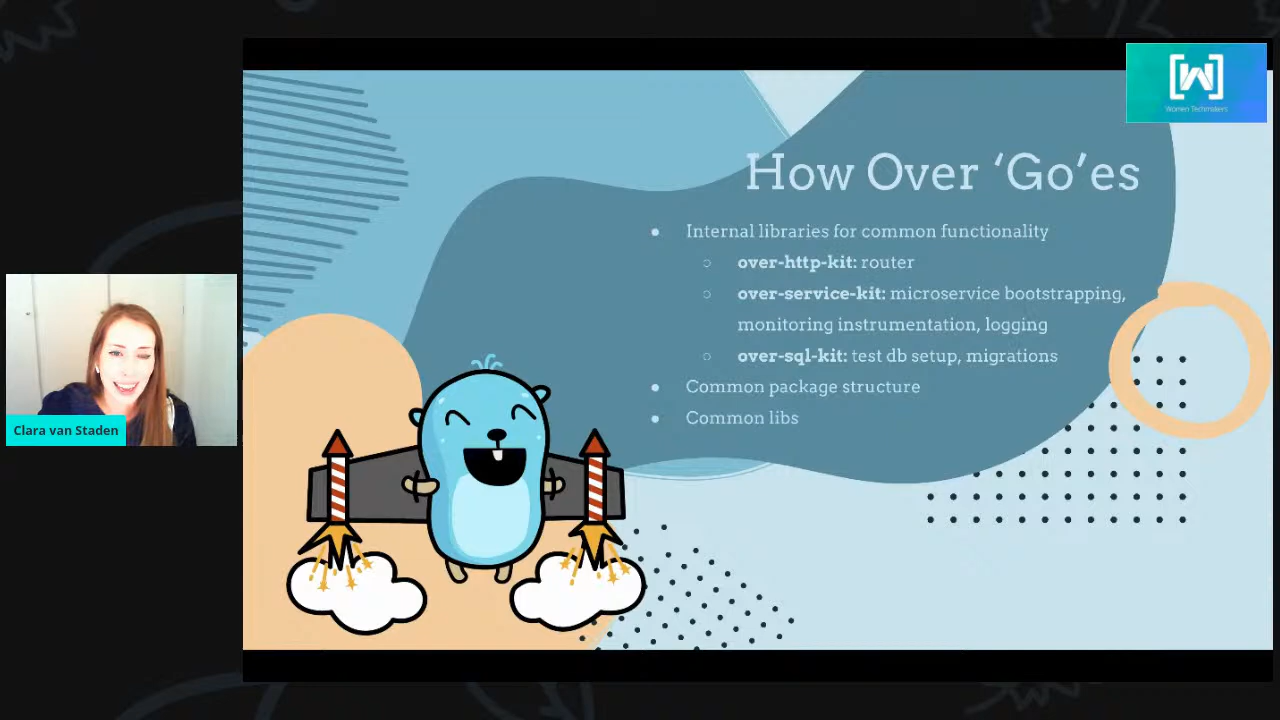 [W]
Women Techmakers
How Over ‘Go’es
Internal libraries for common functionality
over-http-kit: router
over-service-kit: microservice bootstrapping,
monitoring instrumentation, logging
over-sql-kit: test db setup, migrations
Common package structure
Common libs
Clara van Staden